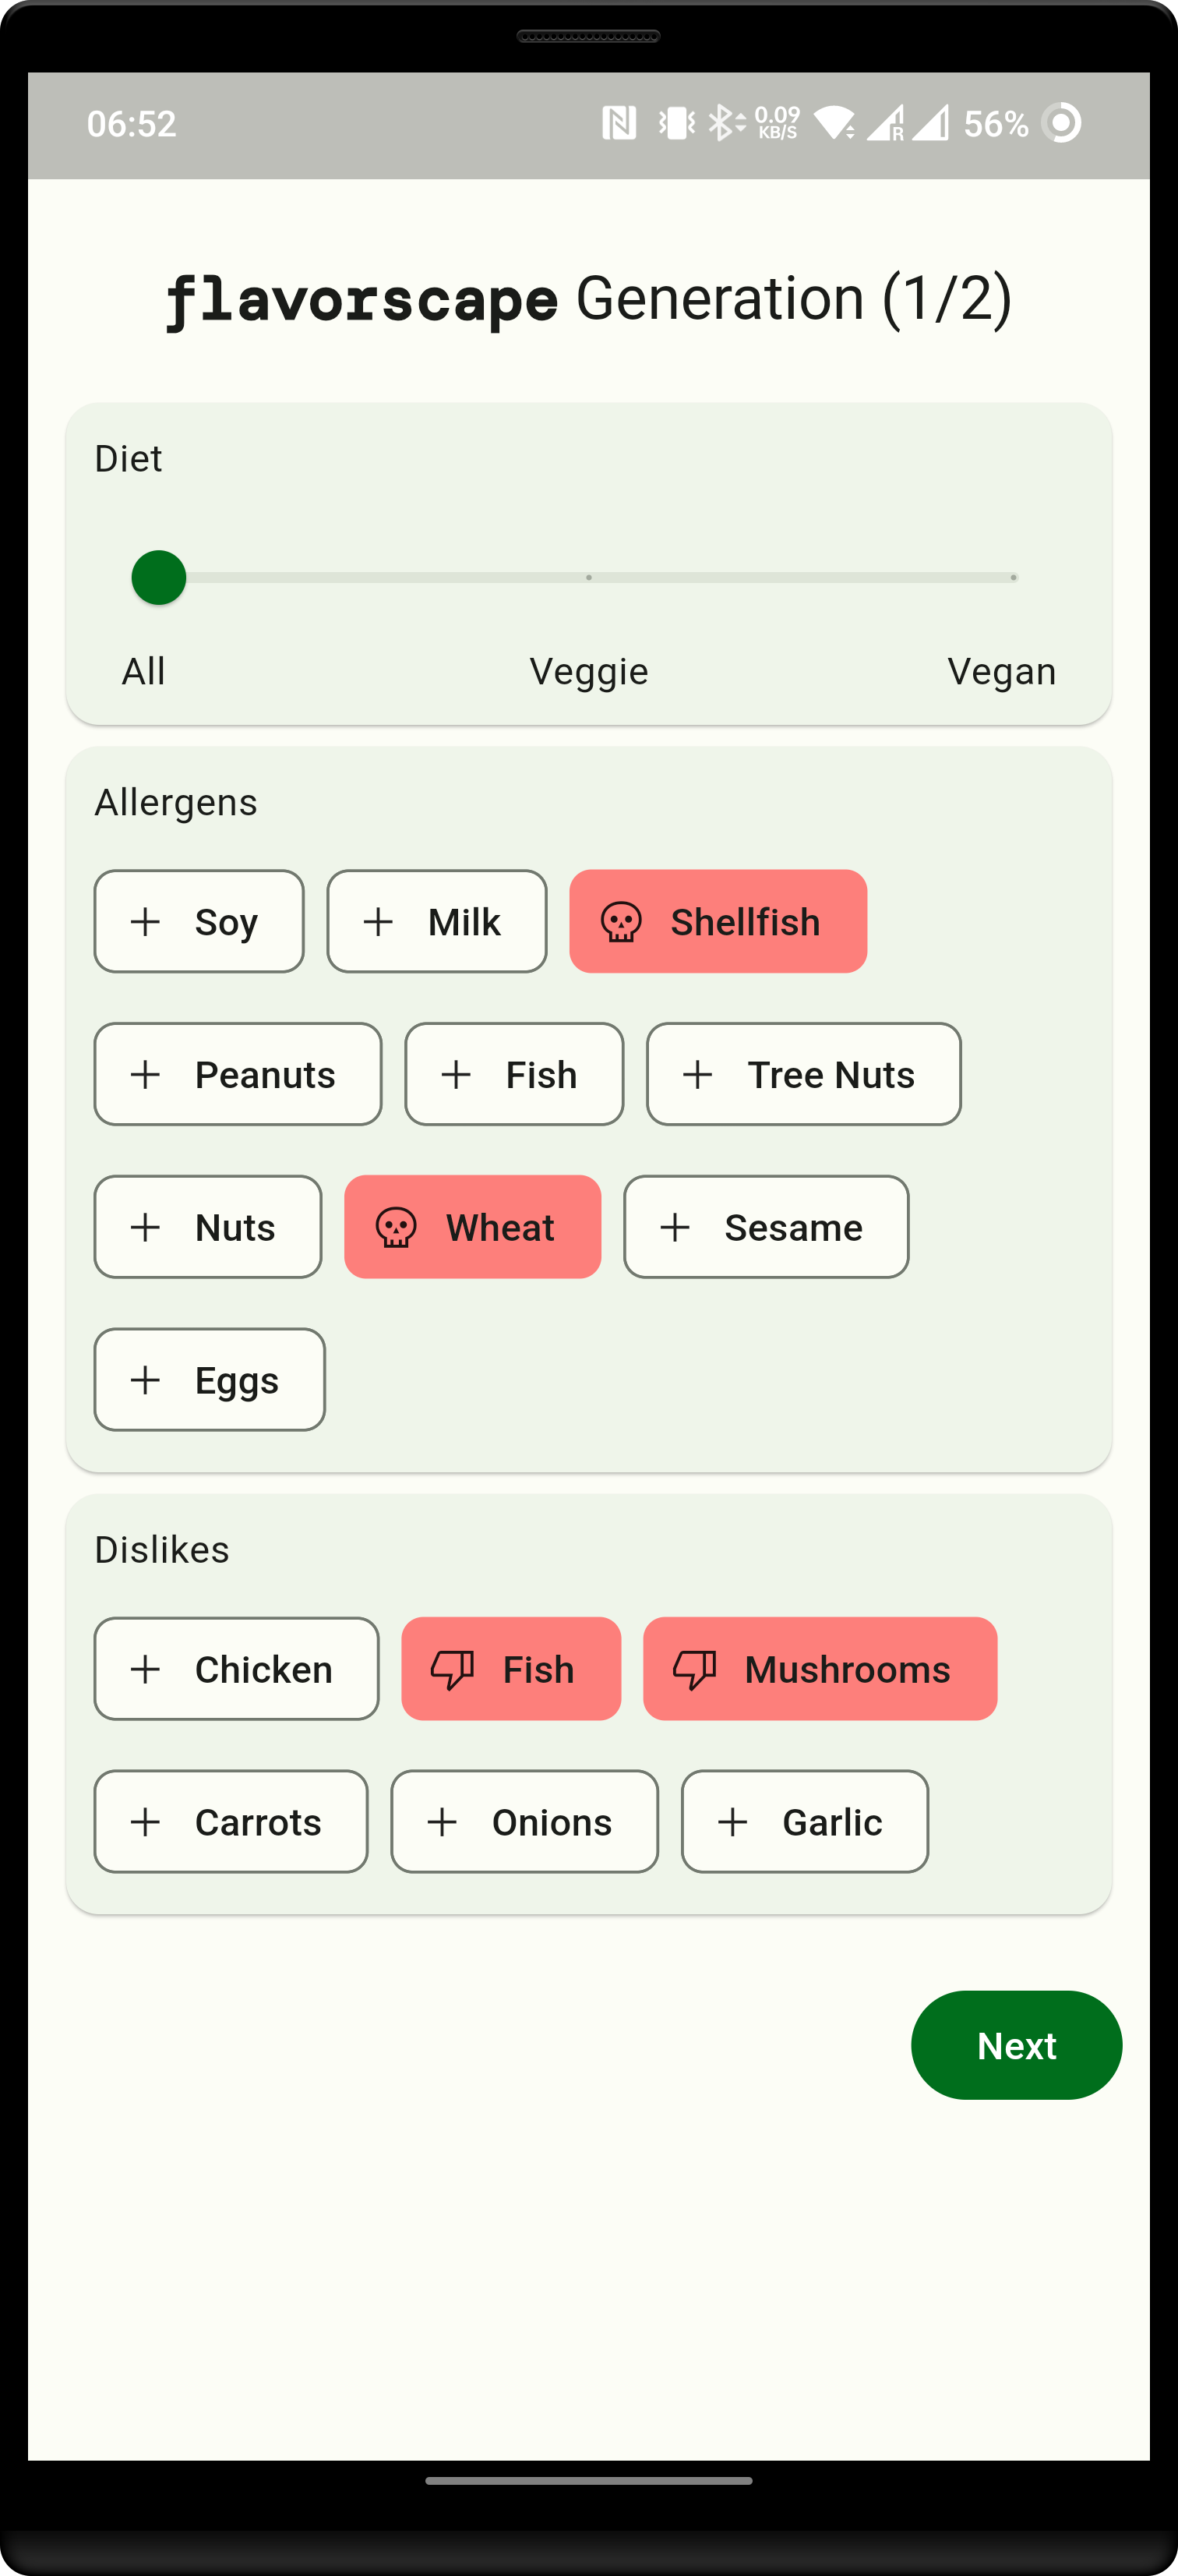 06:52 0.09 KB/S R 56%
flavorscape Generation (1/2)
Diet
All Veggie Vegan
Allergens
Soy Milk Shellfish
Peanuts Fish Tree Nuts
Nuts Wheat Sesame
Eggs
Dislikes
Chicken Fish Mushrooms
Carrots Onions Garlic
Next